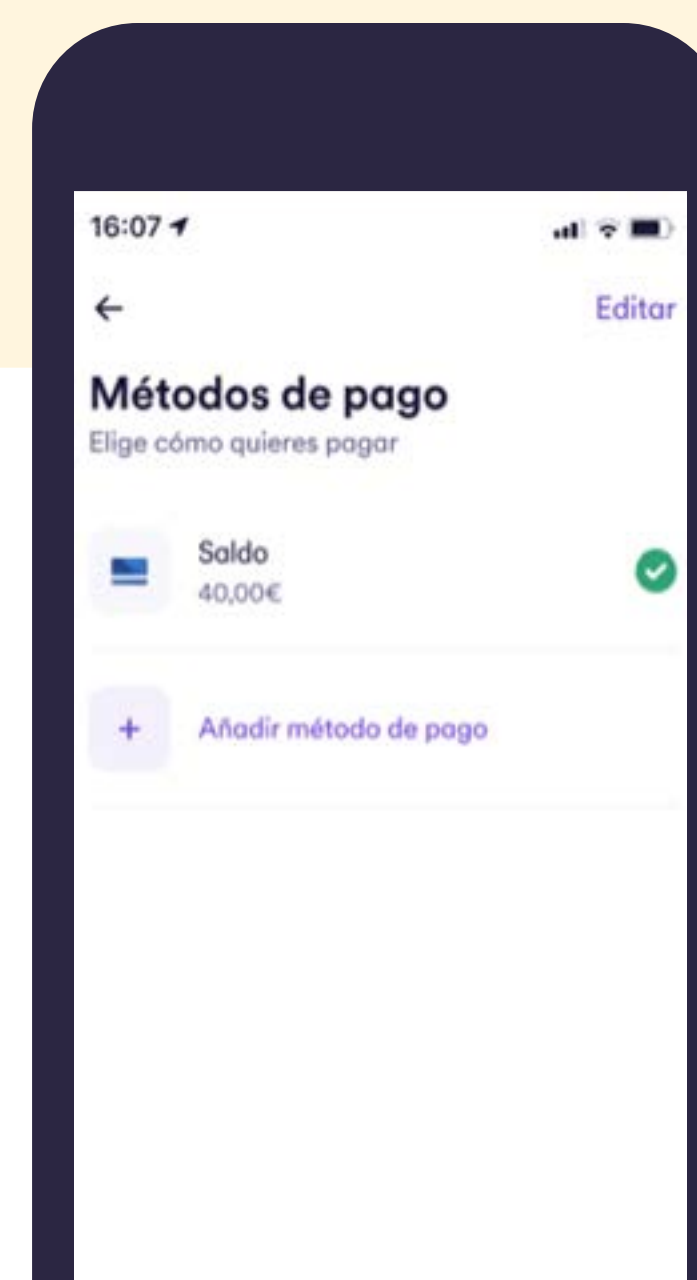 16:07
Editar
Métodos de pago
Elige cómo quieres pagar
Saldo
40,00€
+
Añadir método de pago